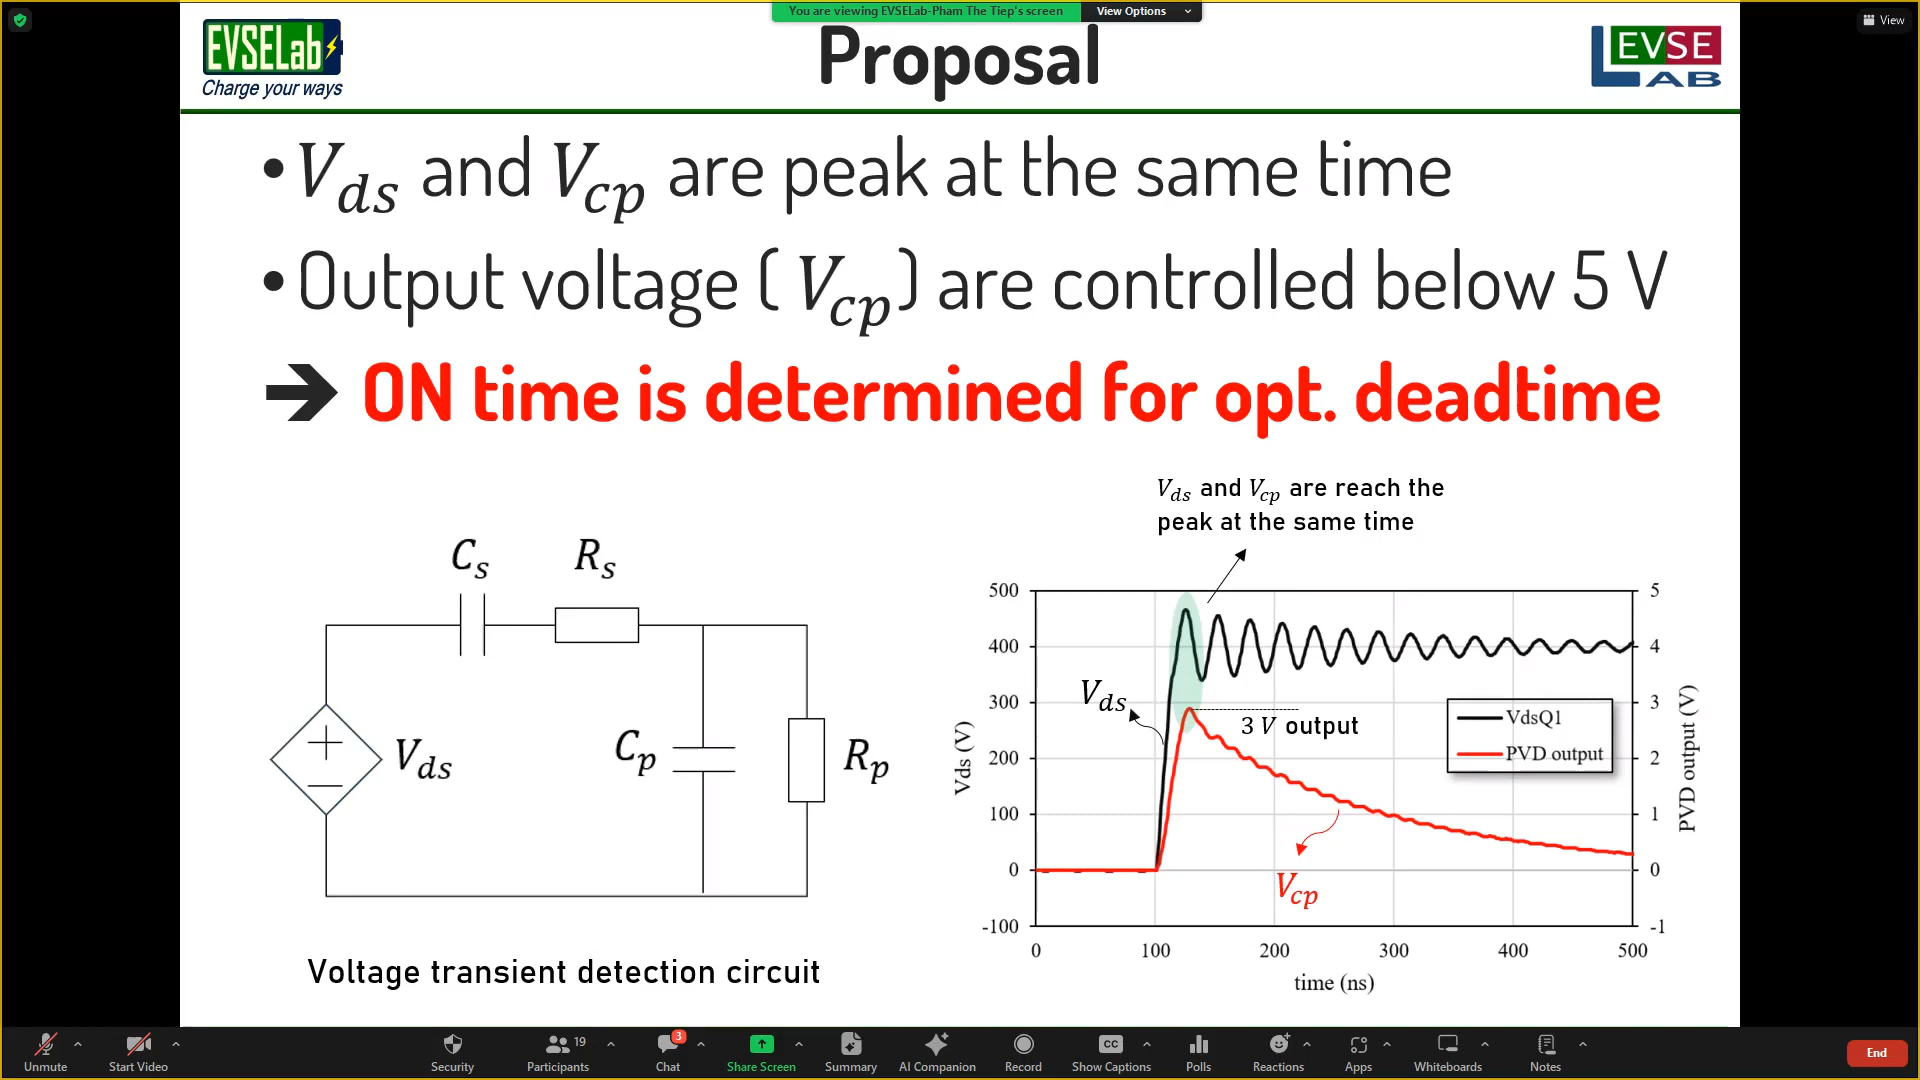 You are viewing EVSELab-Pham The Tiep's screen
View Options
View
EVSELab
Charge your ways
Proposal
EVSE
LAB
• V_ds and V_cp are peak at the same time
• Output voltage ( V_cp) are controlled below 5 V
➔ ON time is determined for opt. deadtime
V_ds and V_cp are reach the
peak at the same time
C_s
R_s
+
−
V_ds
C_p
R_p
Voltage transient detection circuit
500
400
300
200
100
0
-100
Vds (V)
5
4
3
2
1
0
-1
PVD output (V)
V_ds
3 V output
VdsQ1
PVD output
V_cp
0 100 200 300 400 500
time (ns)
Unmute
Start Video
Security
19
Participants
3
Chat
Share Screen
Summary
AI Companion
Record
CC
Show Captions
Polls
Reactions
Apps
Whiteboards
Notes
End